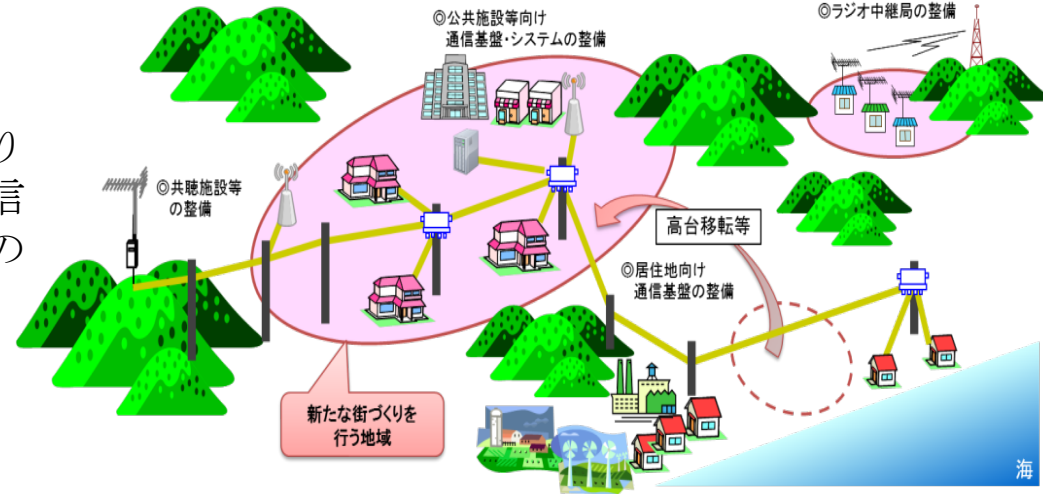 ◎公共施設等向け
通信基盤・システムの整備
◎ラジオ中継局の整備
り
信
の
◎共聴施設等
の整備
高台移転等
◎居住地向け
通信基盤の整備
新たな街づくりを
行う地域
海